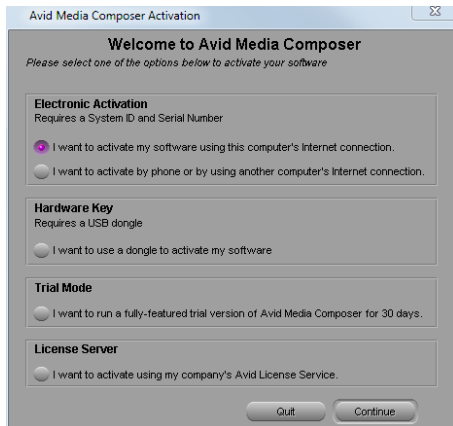 Avid Media Composer Activation
Welcome to Avid Media Composer
Please select one of the options below to activate your software
Electronic Activation
Requires a System ID and Serial Number
I want to activate my software using this computer's Internet connection.
I want to activate by phone or by using another computer's Internet connection.
Hardware Key
Requires a USB dongle
I want to use a dongle to activate my software
Trial Mode
I want to run a fully-featured trial version of Avid Media Composer for 30 days.
License Server
I want to activate using my company's Avid License Service.
Quit Continue